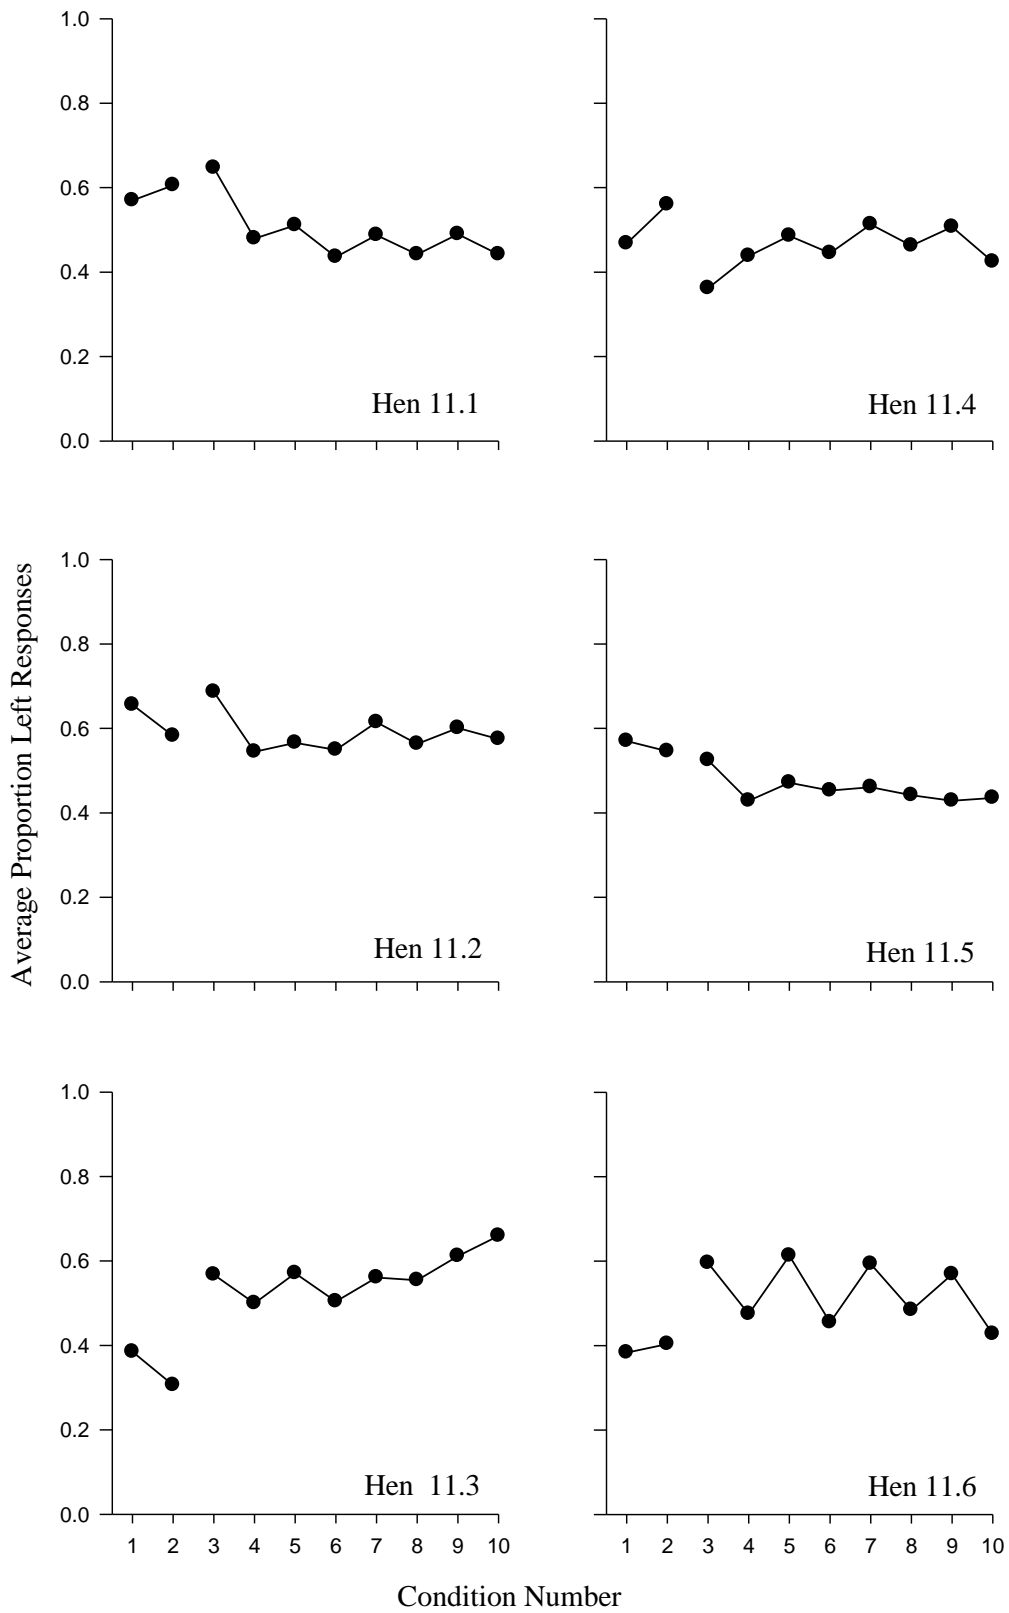 1.0
0.8
0.6
0.4
0.2
0.0
Hen 11.1
Hen 11.4
Average Proportion Left Responses
1.0
0.8
0.6
0.4
0.2
0.0
Hen 11.2
Hen 11.5
1.0
0.8
0.6
0.4
0.2
0.0
Hen 11.3
Hen 11.6
1 2 3 4 5 6 7 8 9 10
1 2 3 4 5 6 7 8 9 10
Condition Number